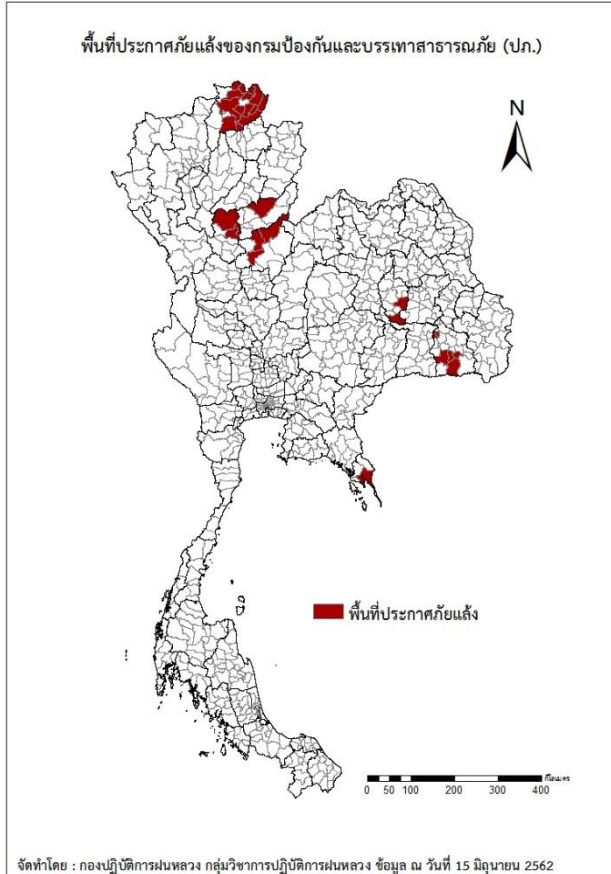 พื้นที่ประกาศภัยแล้งของกรมป้องกันและบรรเทาสาธารณภัย (ปภ.)
N
พื้นที่ประกาศภัยแล้ง
กิโลเมตร
0 50 100 200 300 400
จัดทำโดย : กองปฏิบัติการฝนหลวง กลุ่มวิชาการปฏิบัติการฝนหลวง ข้อมูล ณ วันที่ 15 มิถุนายน 2562